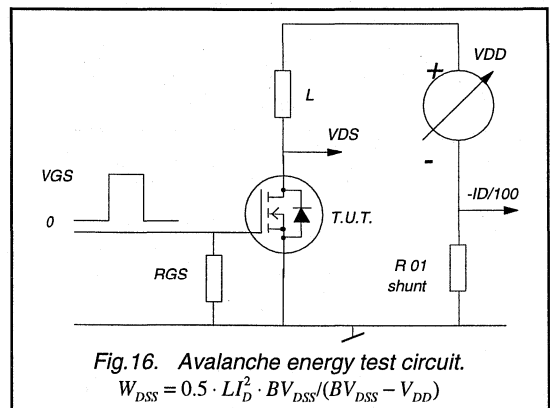 VDD
+
L
VDS
-
VGS
-ID/100
0
T.U.T.
RGS
R 01
shunt
Fig.16. Avalanche energy test circuit.
W_DSS = 0.5 · LI_D^2 · BV_DSS/(BV_DSS − V_DD)